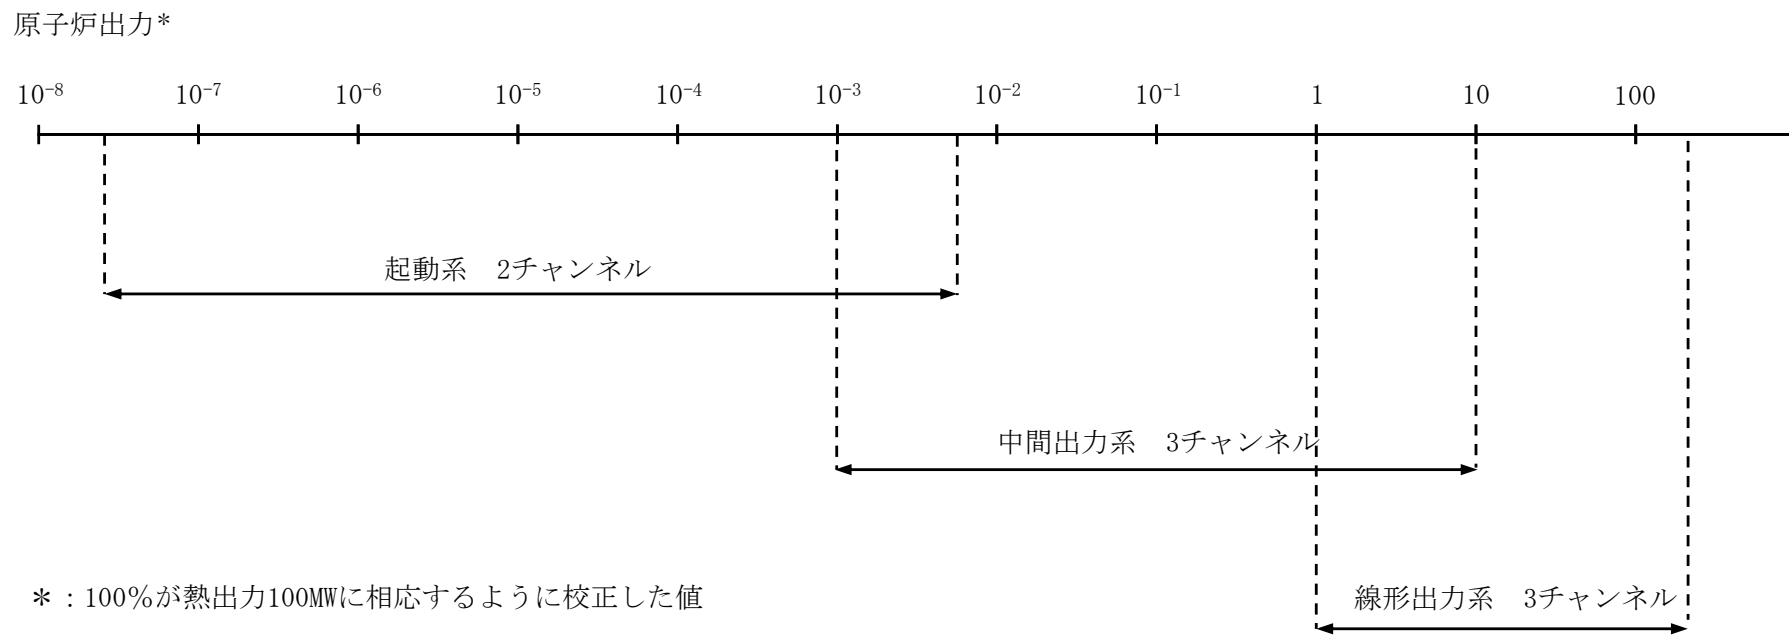 原子炉出力*
10⁻⁸ 10⁻⁷ 10⁻⁶ 10⁻⁵ 10⁻⁴ 10⁻³ 10⁻² 10⁻¹ 1 10 100
起動系 2チャンネル
中間出力系 3チャンネル
線形出力系 3チャンネル
＊：100％が熱出力100MWに相応するように校正した値